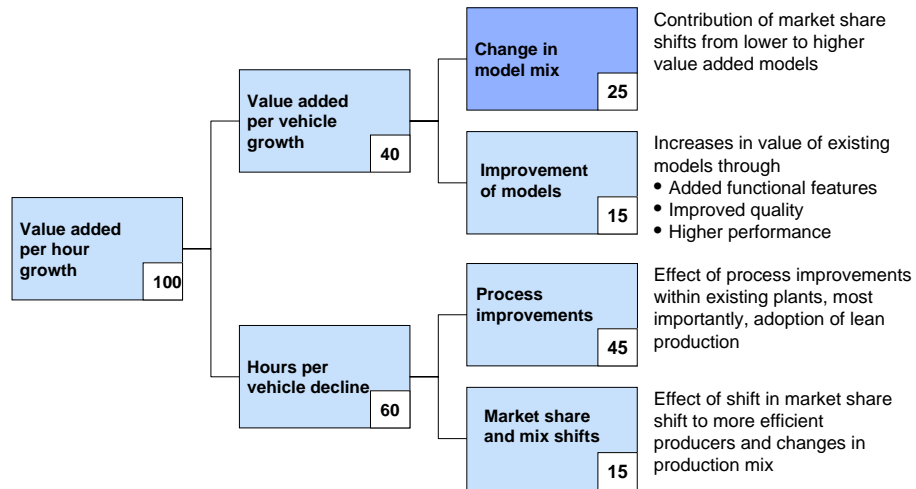 Change in
model mix
25
Contribution of market share
shifts from lower to higher
value added models
Value added
per vehicle
growth
40
Improvement
of models
15
Increases in value of existing
models through
• Added functional features
• Improved quality
• Higher performance
Value added
per hour
growth
100
Process
improvements
45
Effect of process improvements
within existing plants, most
importantly, adoption of lean
production
Hours per
vehicle decline
60
Market share
and mix shifts
15
Effect of shift in market share
shift to more efficient
producers and changes in
production mix